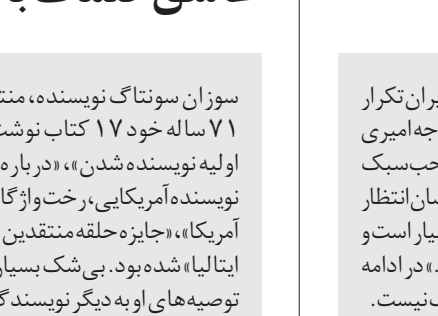 سوزان سونتاگ نویسنده، منت
۷۱ ساله خود ۱۷ کتاب نوشت
اولیه نویسنده شدن»، «درباره
نویسنده آمریکایی، رخت‌واژگا
آمریکا»، «جایزه حلقه منتقدین
ایتالیا» شده بود. بی‌شک بسیار
توصیه‌های او به دیگر نویسندگ
یران تکرار
جه امیری
حب سبک
سان انتظار
یار است و
.» در ادامه
نیست.